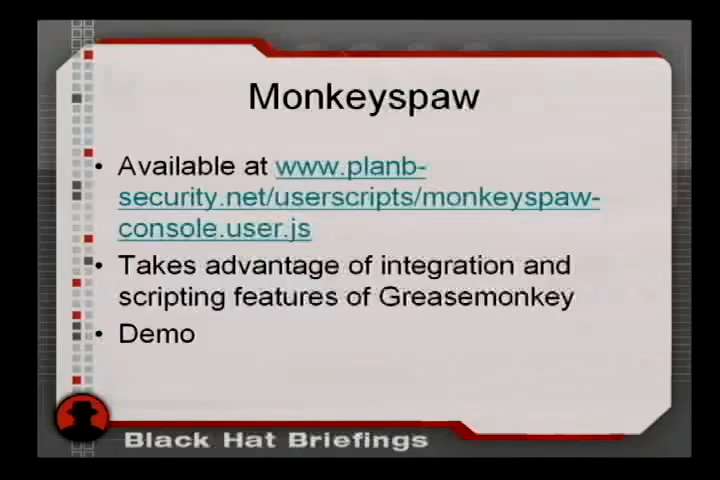 Monkeyspaw
• Available at www.planb-
security.net/userscripts/monkeyspaw-
console.user.js
• Takes advantage of integration and
scripting features of Greasemonkey
• Demo
Black Hat Briefings